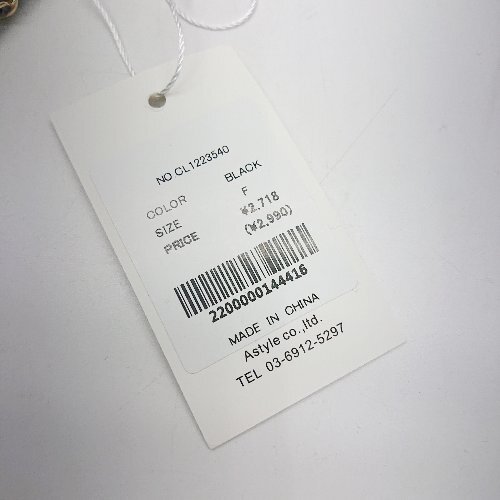 NO CL1223540
COLOR BLACK
SIZE F
PRICE ¥2,718
(¥2,990)
2200000144416
MADE IN CHINA
Astyle co.,ltd.
TEL 03-6912-5297